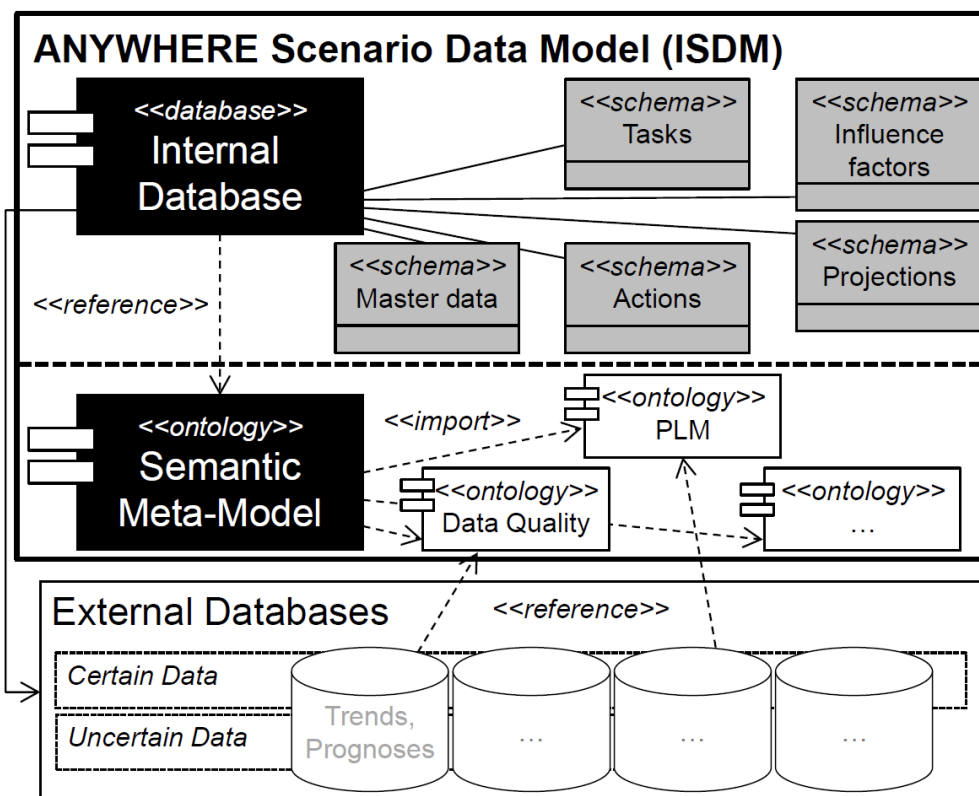 ANYWHERE Scenario Data Model (ISDM)
<<database>>
Internal
Database
<<schema>>
Tasks
<<schema>>
Influence
factors
<<schema>>
Master data
<<schema>>
Actions
<<schema>>
Projections
<<reference>>
<<ontology>>
Semantic
Meta-Model
<<import>>
<<ontology>>
PLM
<<ontology>>
Data Quality
<<ontology>>
...
External Databases
<<reference>>
Certain Data
Uncertain Data
Trends,
Prognoses
...
...
...